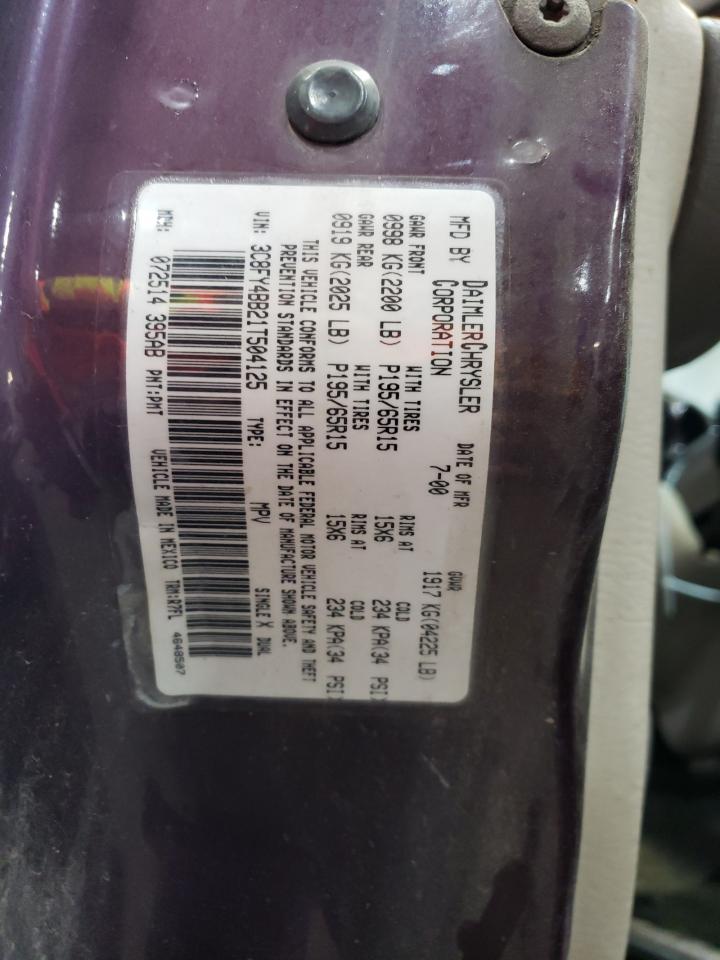 MFD BY DAIMLERCHRYSLER CORPORATION DATE OF MFR 7-00 GVWR 1917 KG(04225 LB)
GAWR FRONT WITH TIRES RIMS AT COLD
0998 KG(2200 LB) P195/65R15 15X6 234 KPA(34 PSI)
GAWR REAR WITH TIRES RIMS AT COLD
0919 KG(2025 LB) P195/65R15 15X6 234 KPA(34 PSI)
THIS VEHICLE CONFORMS TO ALL APPLICABLE FEDERAL MOTOR VEHICLE SAFETY AND THEFT
PREVENTION STANDARDS IN EFFECT ON THE DATE OF MANUFACTURE SHOWN ABOVE.
VIN: 3C8FY4BB21T504125 TYPE: MPV SINGLE X DUAL
MDH: 072514 395AB PNT:PMT VEHICLE MADE IN MEXICO TRM:R7FL 4648507